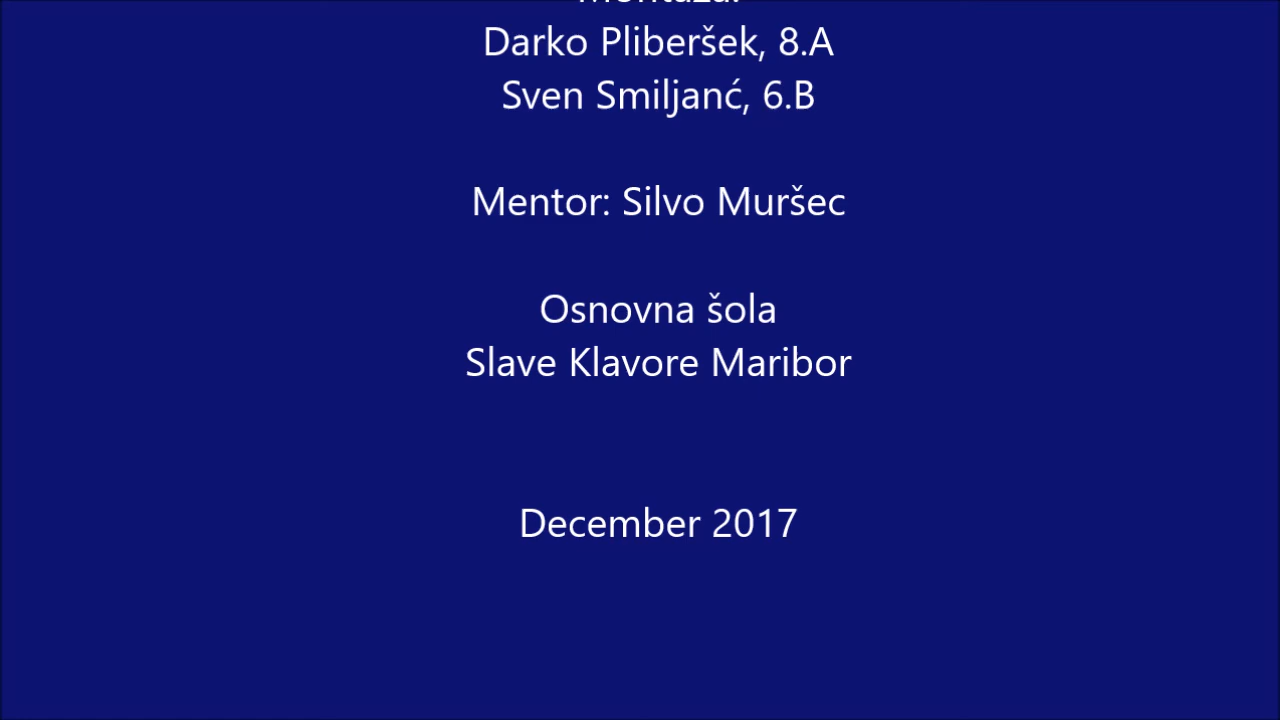 Darko Pliberšek, 8.A
Sven Smiljanć, 6.B
Mentor: Silvo Muršec
Osnovna šola
Slave Klavore Maribor
December 2017